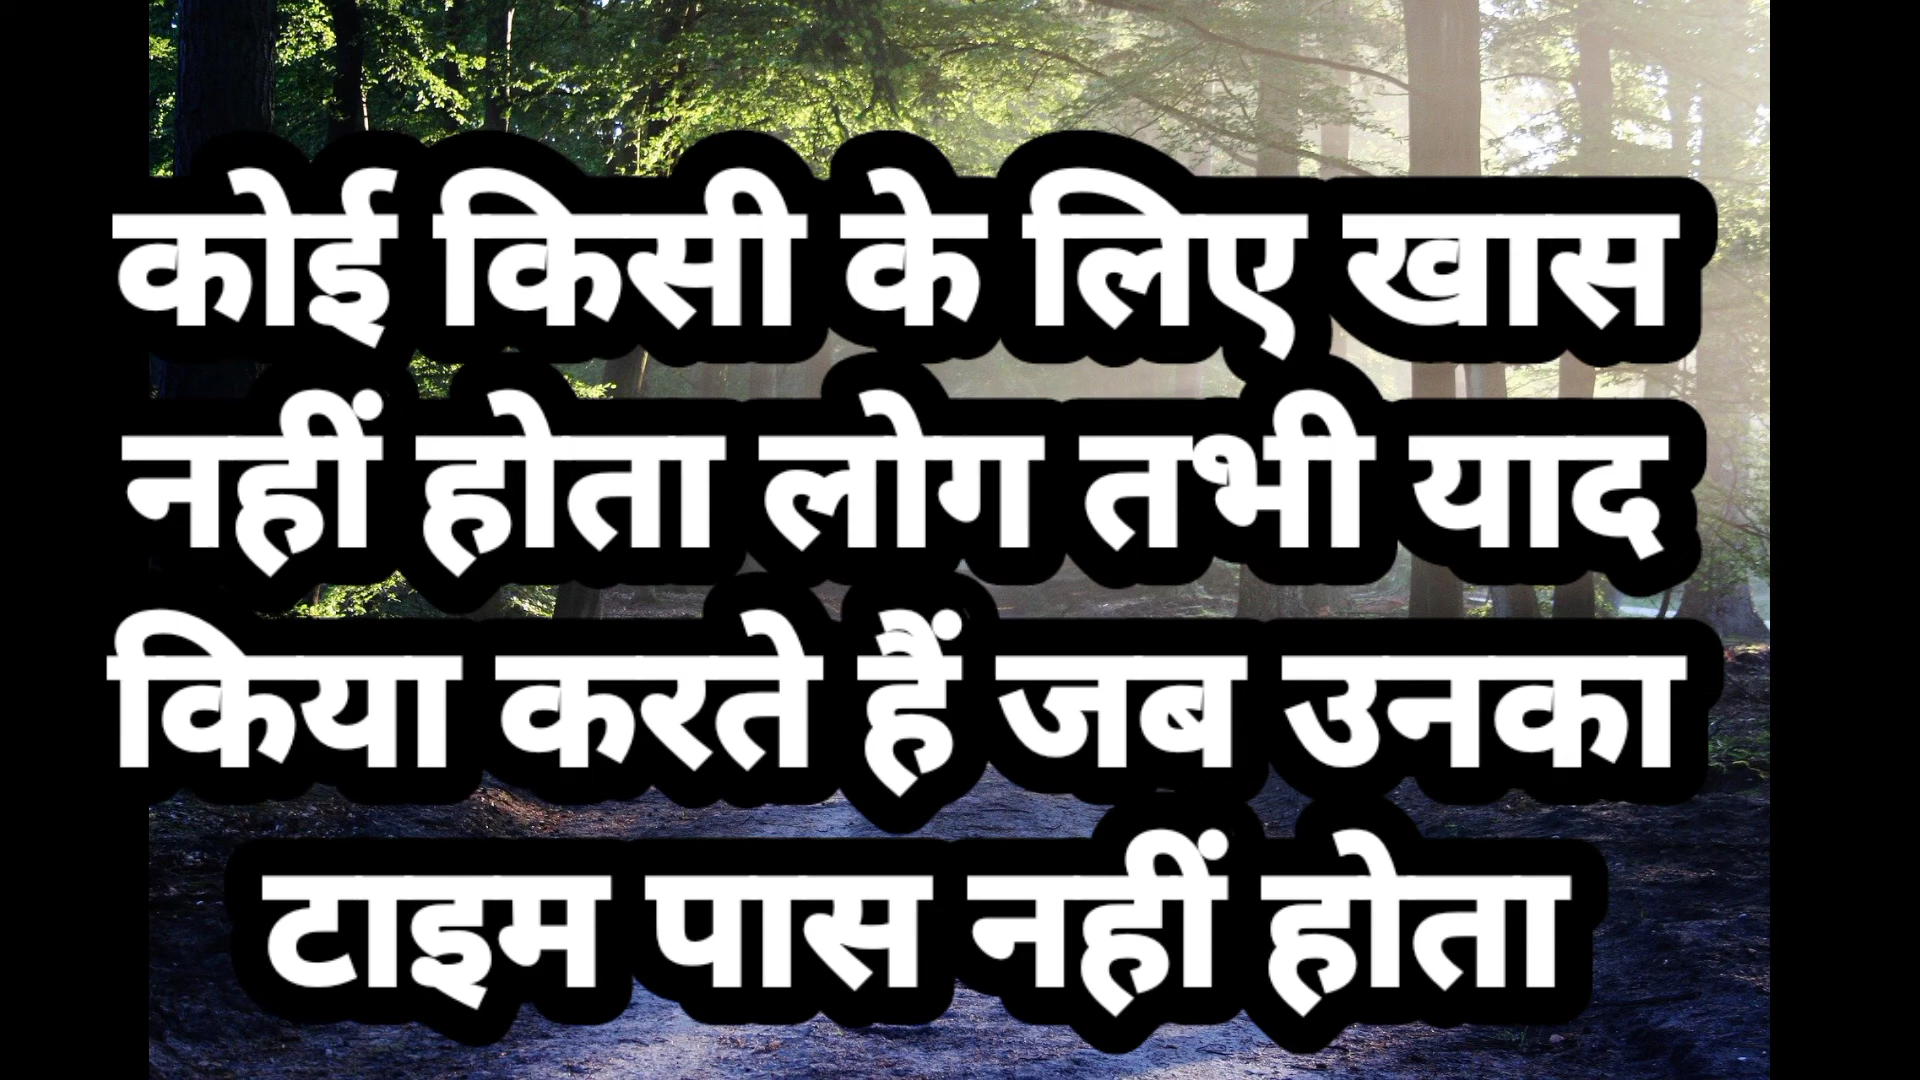 कोई किसी के लिए खास
नहीं होता लोग तभी याद
किया करते हैं जब उनका
टाइम पास नहीं होता